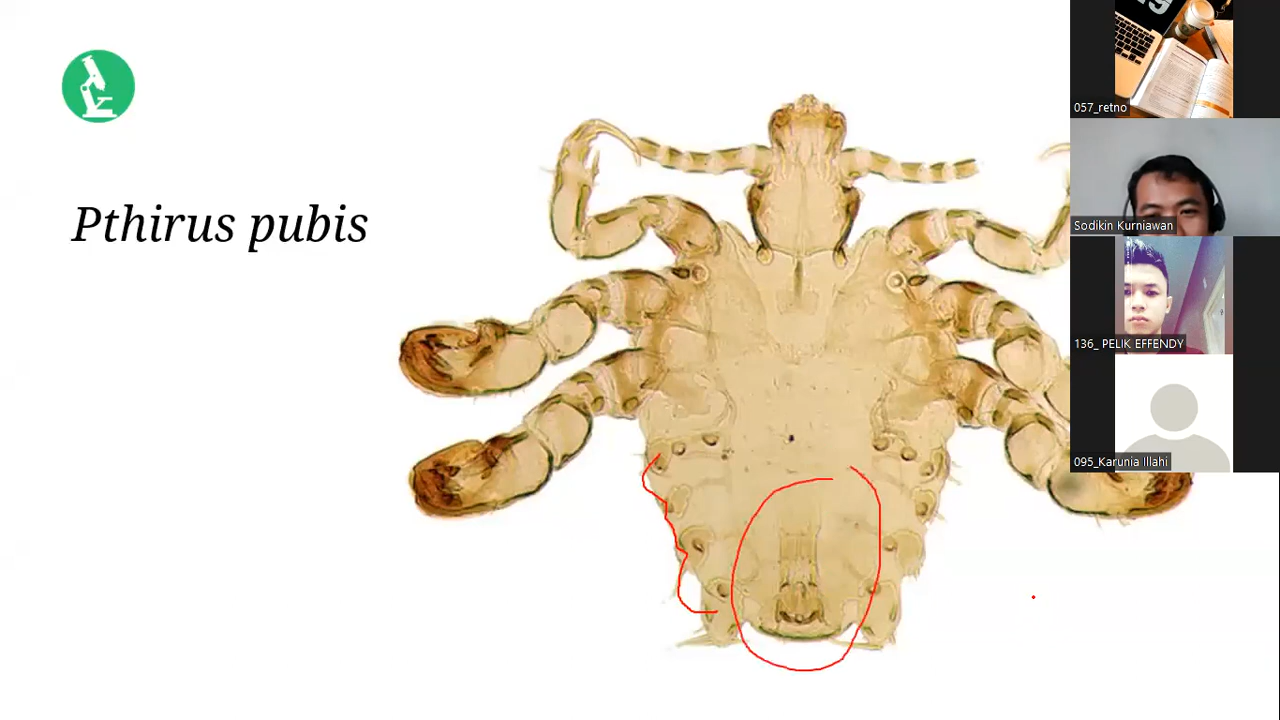 Pthirus pubis
057_retno
Sodikin Kurniawan
136_ PELIK EFFENDY
095_Karunia Illahi